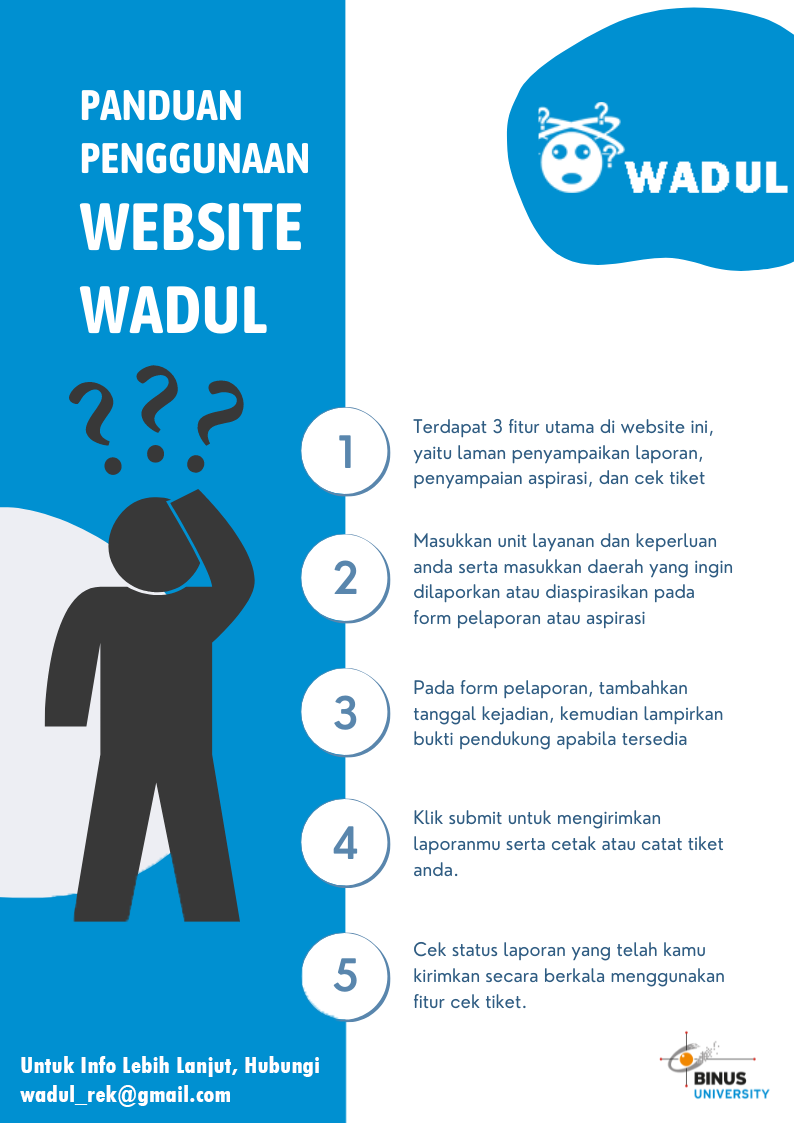 PANDUAN
PENGGUNAAN
WEBSITE
WADUL
? ? ?
WADUL
1
Terdapat 3 fitur utama di website ini,
yaitu laman penyampaikan laporan,
penyampaian aspirasi, dan cek tiket
2
Masukkan unit layanan dan keperluan
anda serta masukkan daerah yang ingin
dilaporkan atau diaspirasikan pada
form pelaporan atau aspirasi
3
Pada form pelaporan, tambahkan
tanggal kejadian, kemudian lampirkan
bukti pendukung apabila tersedia
4
Klik submit untuk mengirimkan
laporanmu serta cetak atau catat tiket
anda.
5
Cek status laporan yang telah kamu
kirimkan secara berkala menggunakan
fitur cek tiket.
Untuk Info Lebih Lanjut, Hubungi
wadul_rek@gmail.com
BINUS
UNIVERSITY